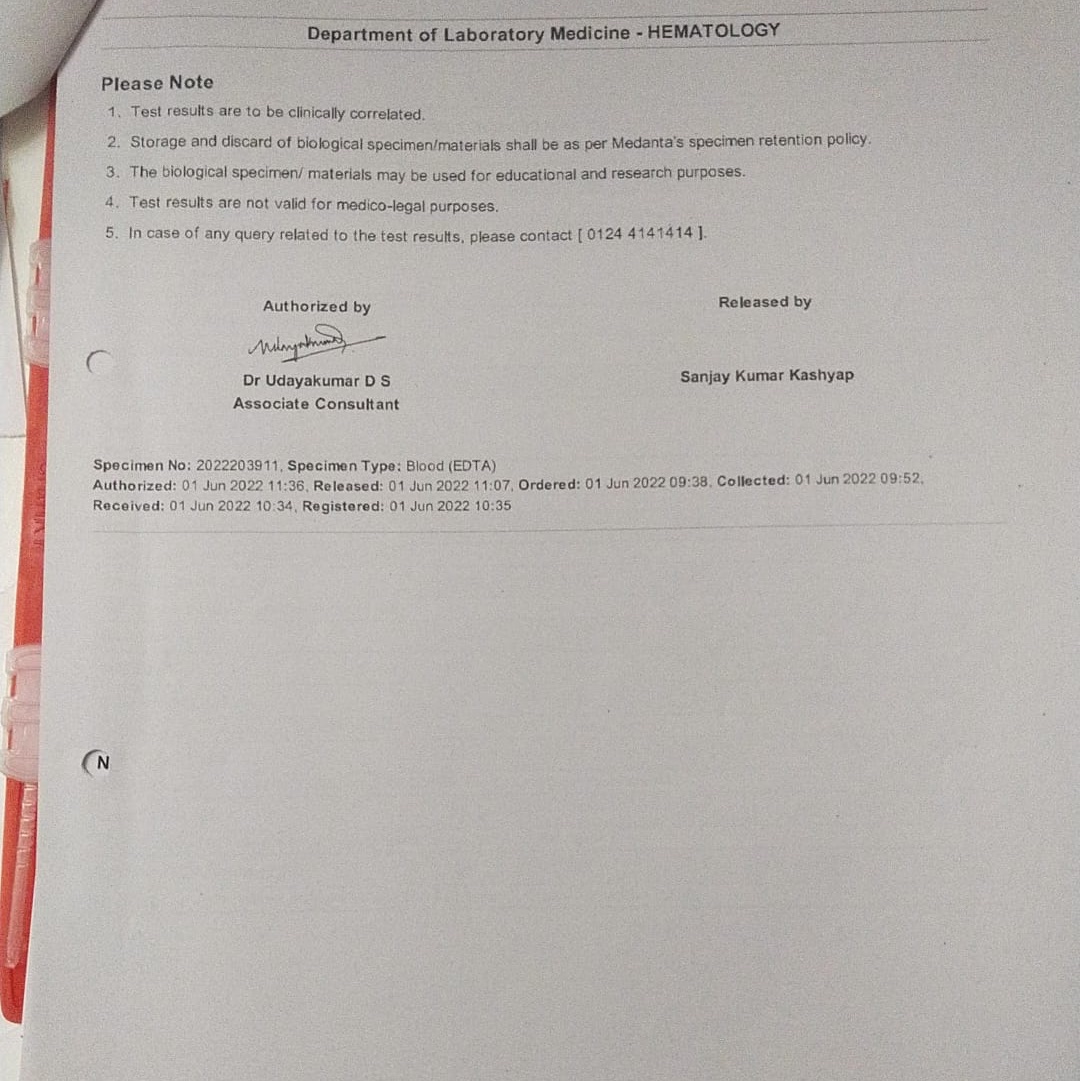 Department of Laboratory Medicine - HEMATOLOGY
Please Note
1. Test results are to be clinically correlated.
2. Storage and discard of biological specimen/materials shall be as per Medanta's specimen retention policy.
3. The biological specimen/ materials may be used for educational and research purposes.
4. Test results are not valid for medico-legal purposes.
5. In case of any query related to the test results, please contact [ 0124 4141414 ].
Authorized by
Released by
Dr Udayakumar D S
Sanjay Kumar Kashyap
Associate Consultant
Specimen No: 2022203911, Specimen Type: Blood (EDTA)
Authorized: 01 Jun 2022 11:36, Released: 01 Jun 2022 11:07, Ordered: 01 Jun 2022 09:38, Collected: 01 Jun 2022 09:52,
Received: 01 Jun 2022 10:34, Registered: 01 Jun 2022 10:35
N